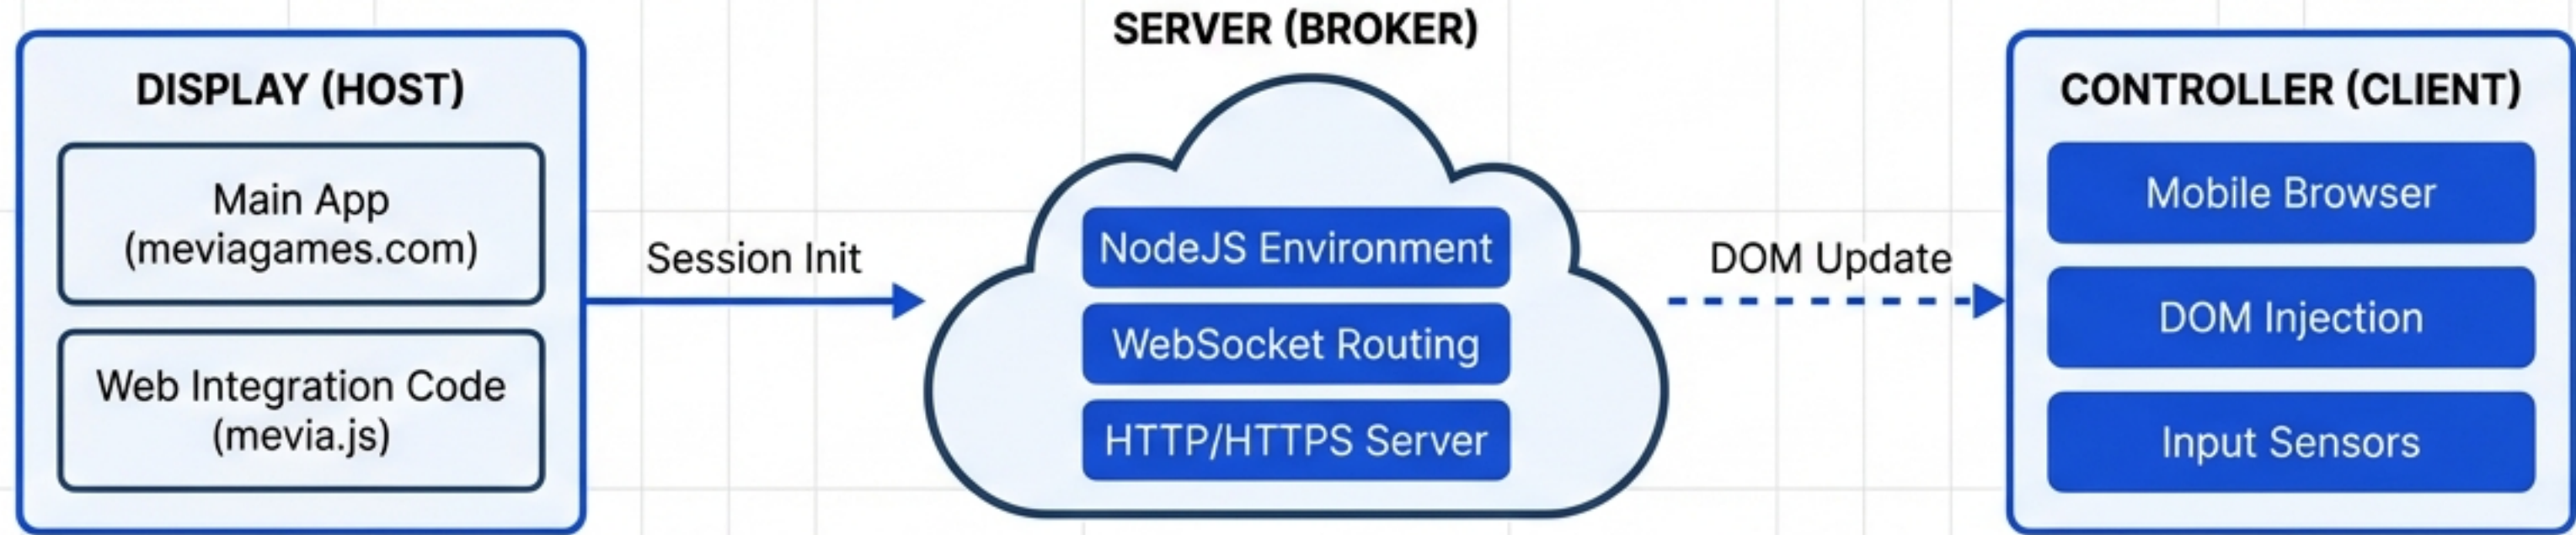 DISPLAY (HOST)
Main App
(meviagames.com)
Web Integration Code
(mevia.js)
Session Init
SERVER (BROKER)
NodeJS Environment
WebSocket Routing
HTTP/HTTPS Server
DOM Update
CONTROLLER (CLIENT)
Mobile Browser
DOM Injection
Input Sensors